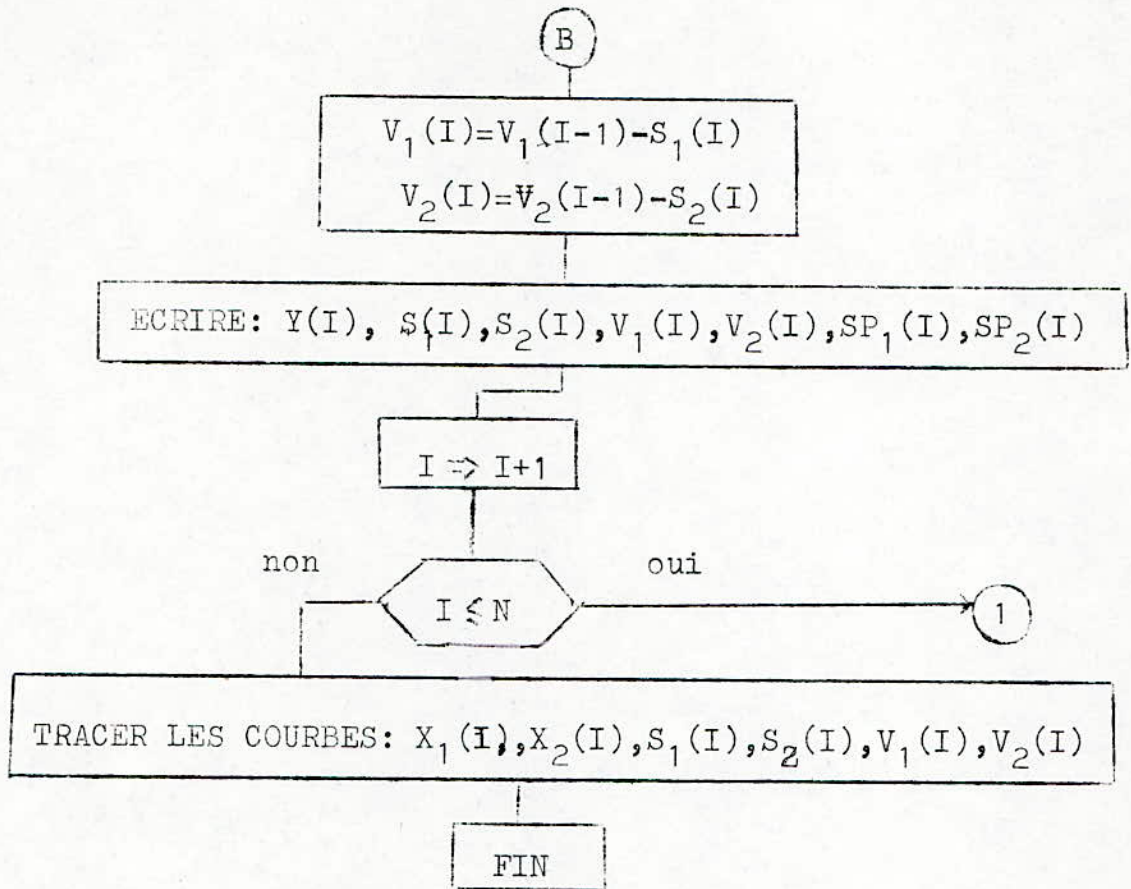 B
V₁(I)=V₁(I-1)-S₁(I)
V₂(I)=V₂(I-1)-S₂(I)
ECRIRE: Y(I), S₁(I),S₂(I),V₁(I),V₂(I),SP₁(I),SP₂(I)
I => I+1
non oui
I ≤ N 1
TRACER LES COURBES: X₁(I),X₂(I),S₁(I),S₂(I),V₁(I),V₂(I)
FIN